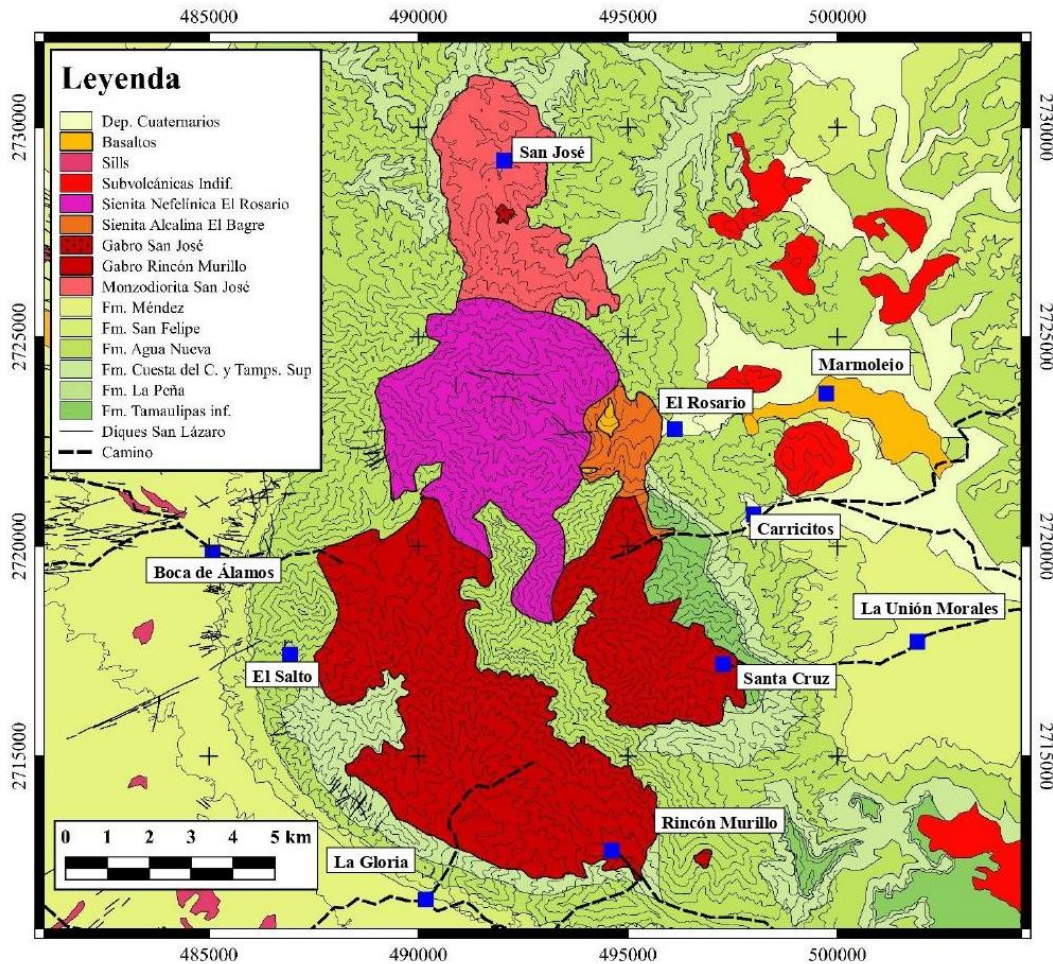 485000 490000 495000 500000
Leyenda
Dep. Cuaternarios
Basaltos
Sills
Subvolcánicas Indif.
Sienita Nefelínica El Rosario
Sienita Alcalina El Bagre
Gabro San José
Gabro Rincón Murillo
Monzodiorita San José
Fm. Méndez
Fm. San Felipe
Fm. Agua Nueva
Fm. Cuesta del C. y Tamps. Sup
Fm. La Peña
Fm. Tamaulipas inf.
Diques San Lázaro
Camino
2730000
2725000
2720000
2715000
San José
Marmolejo
El Rosario
Carricitos
Boca de Álamos
La Unión Morales
El Salto
Santa Cruz
Rincón Murillo
La Gloria
0 1 2 3 4 5 km
2730000
2725000
2720000
2715000
485000 490000 495000 500000